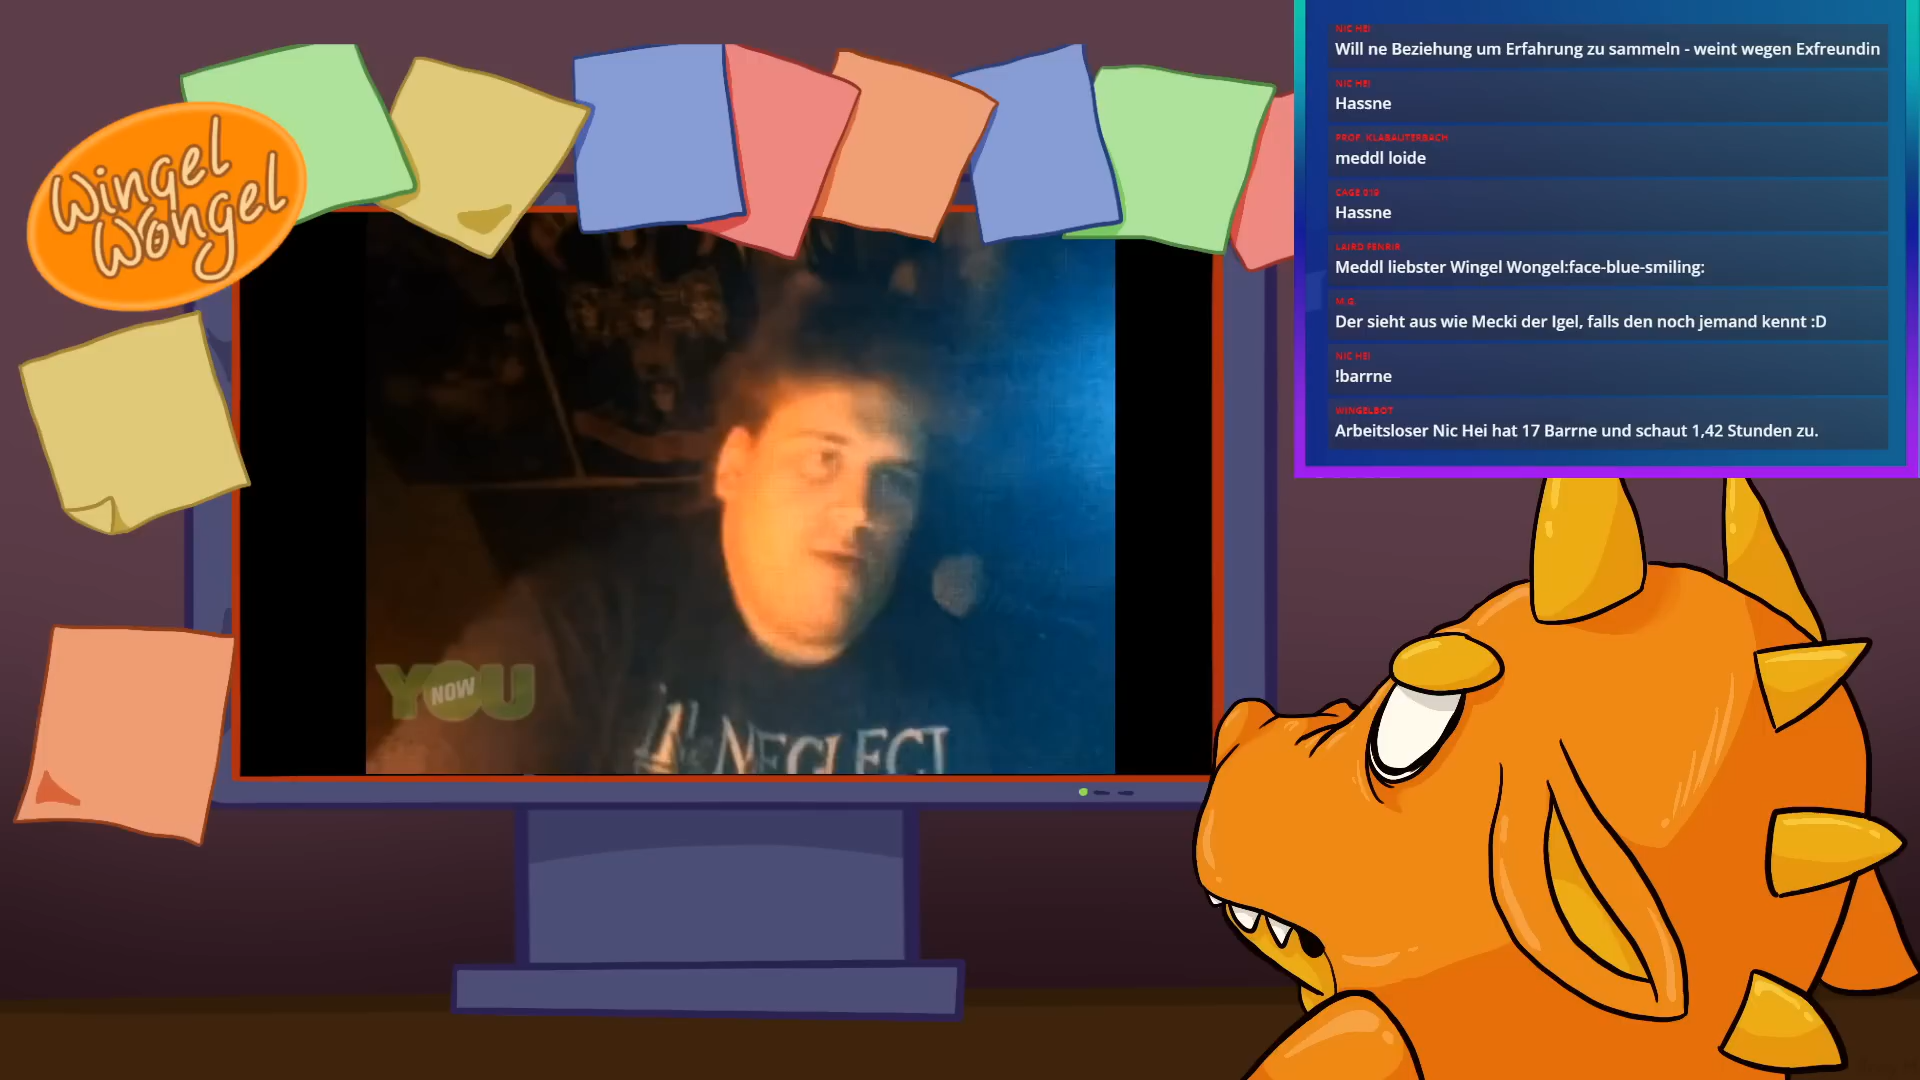 Wingel
Wongel
YOU
NOW
NEGLECT
NIC HEI
Will ne Beziehung um Erfahrung zu sammeln - weint wegen Exfreundin
NIC HEI
Hassne
PROF. KLABAUTERBACH
meddl loide
CAGE 019
Hassne
LAIRD FENRIR
Meddl liebster Wingel Wongel:face-blue-smiling:
M.G.
Der sieht aus wie Mecki der Igel, falls den noch jemand kennt :D
NIC HEI
!barrne
WINGELBOT
Arbeitsloser Nic Hei hat 17 Barrne und schaut 1,42 Stunden zu.